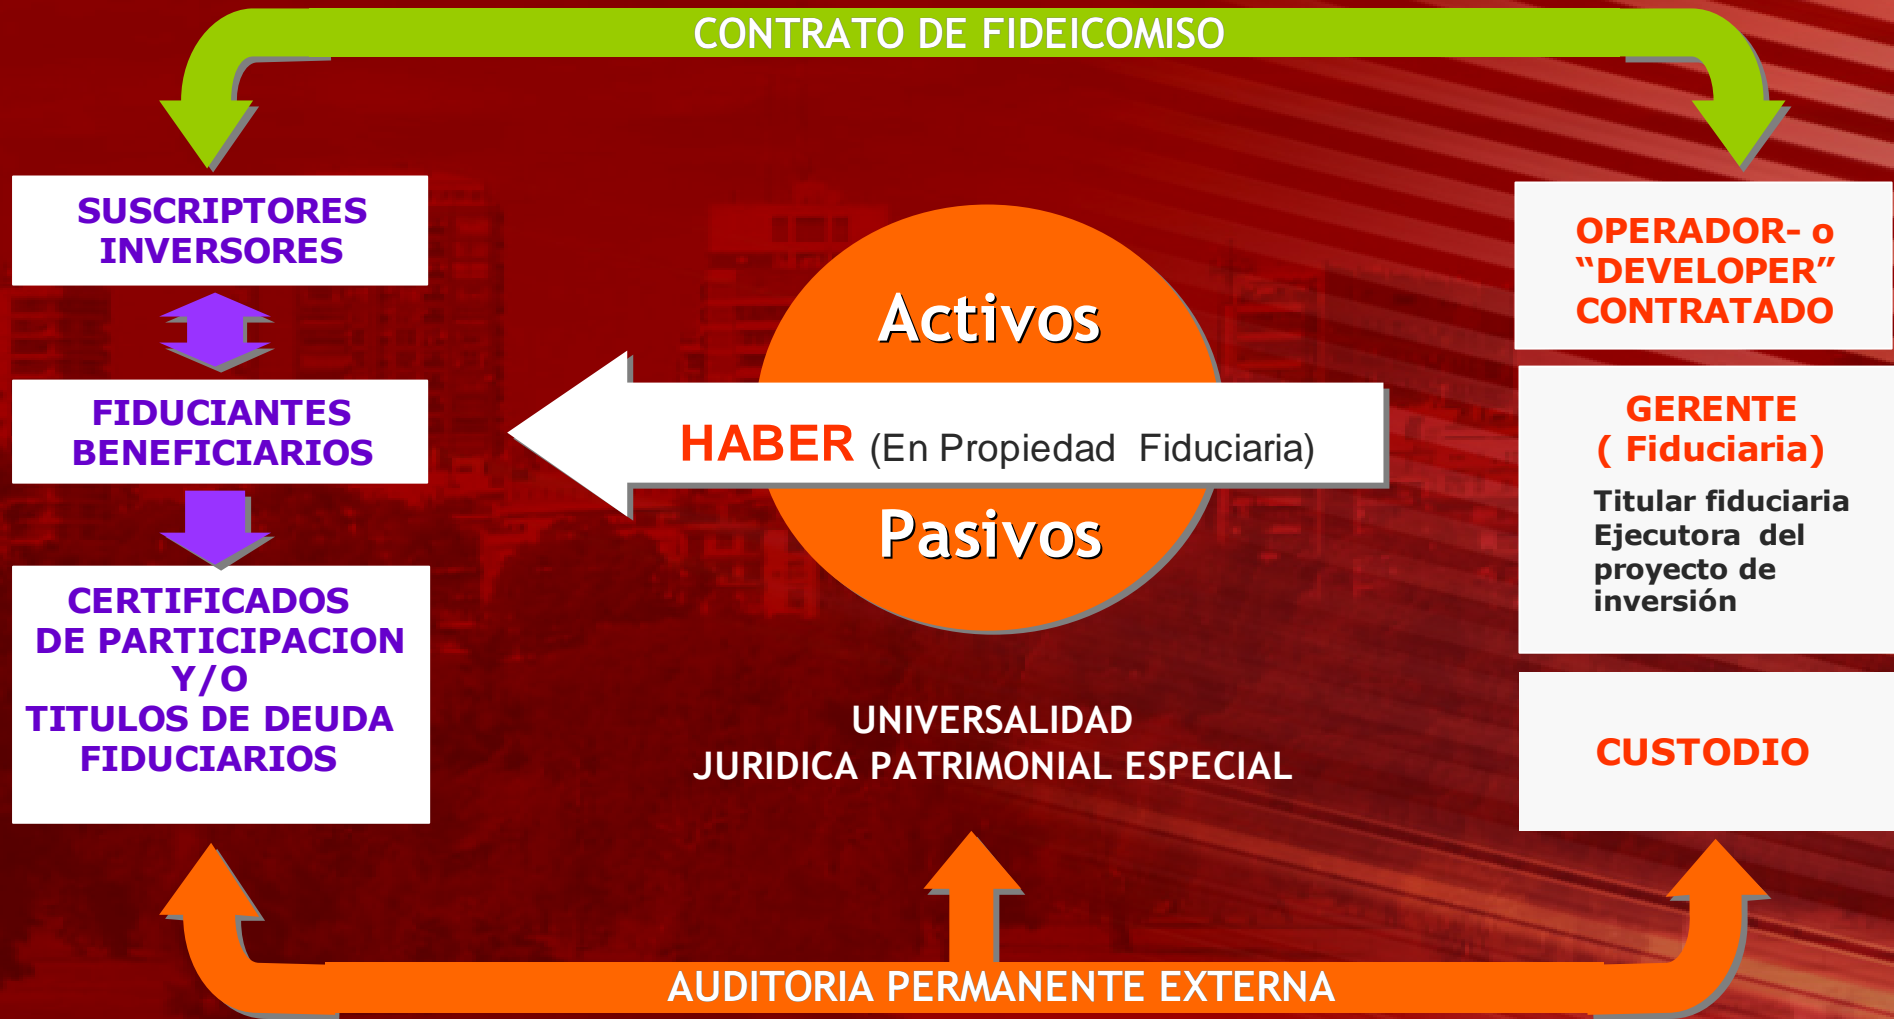 CONTRATO DE FIDEICOMISO
SUSCRIPTORES
INVERSORES
FIDUCIANTES
BENEFICIARIOS
CERTIFICADOS
DE PARTICIPACION
Y/O
TITULOS DE DEUDA
FIDUCIARIOS
Activos
HABER (En Propiedad Fiduciaria)
Pasivos
UNIVERSALIDAD
JURIDICA PATRIMONIAL ESPECIAL
OPERADOR- o
“DEVELOPER”
CONTRATADO
GERENTE
( Fiduciaria)
Titular fiduciaria
Ejecutora del
proyecto de
inversión
CUSTODIO
AUDITORIA PERMANENTE EXTERNA